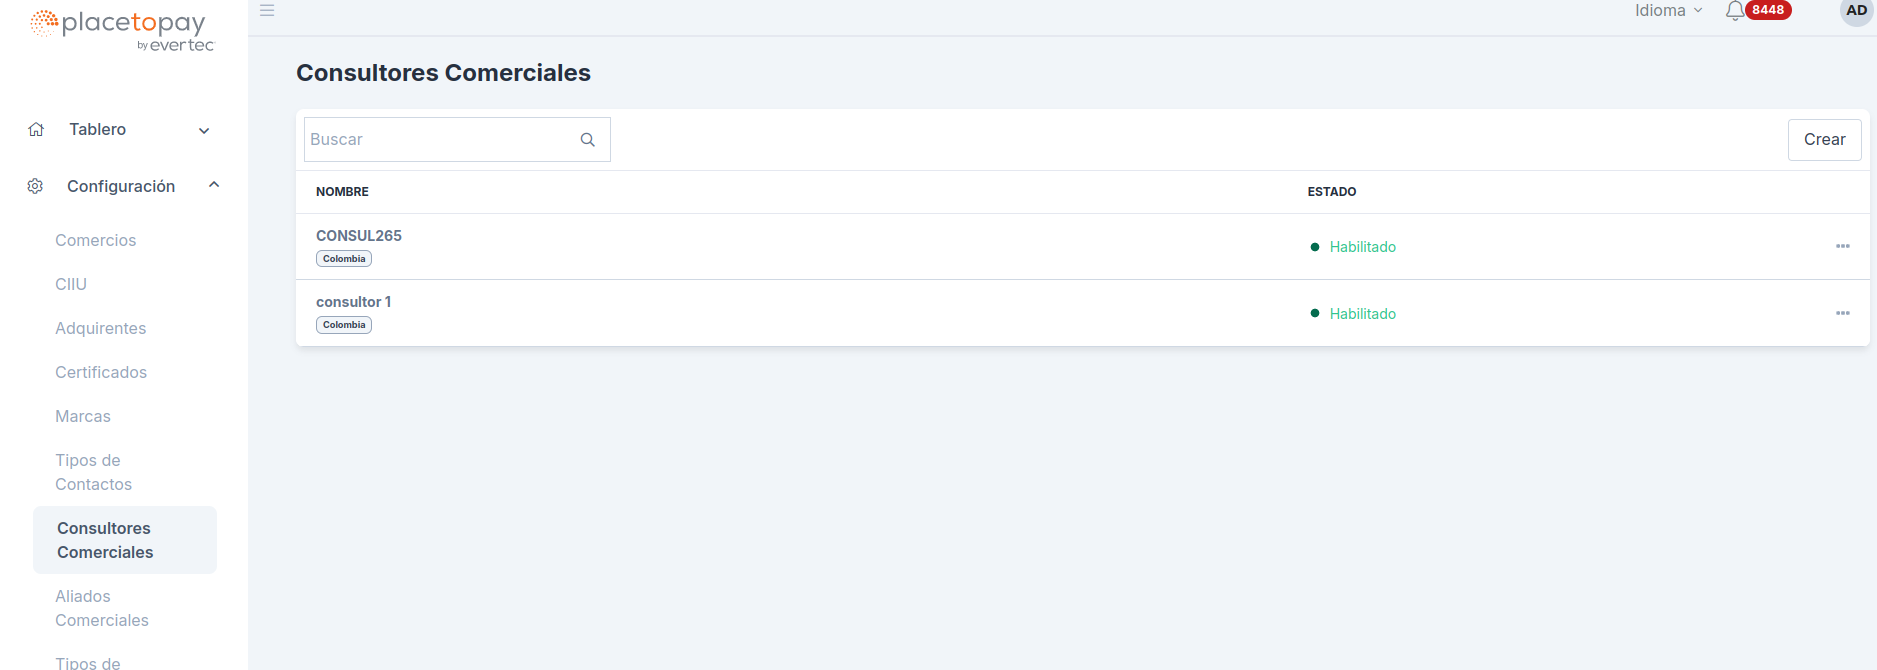 placetopay
by evertec
Idioma
8448
AD
Tablero
Configuración
Comercios
CIIU
Adquirentes
Certificados
Marcas
Tipos de
Contactos
Consultores
Comerciales
Aliados
Comerciales
Tipos de
Consultores Comerciales
Buscar
Crear
NOMBRE
ESTADO
CONSUL265
Colombia
Habilitado
consultor 1
Colombia
Habilitado